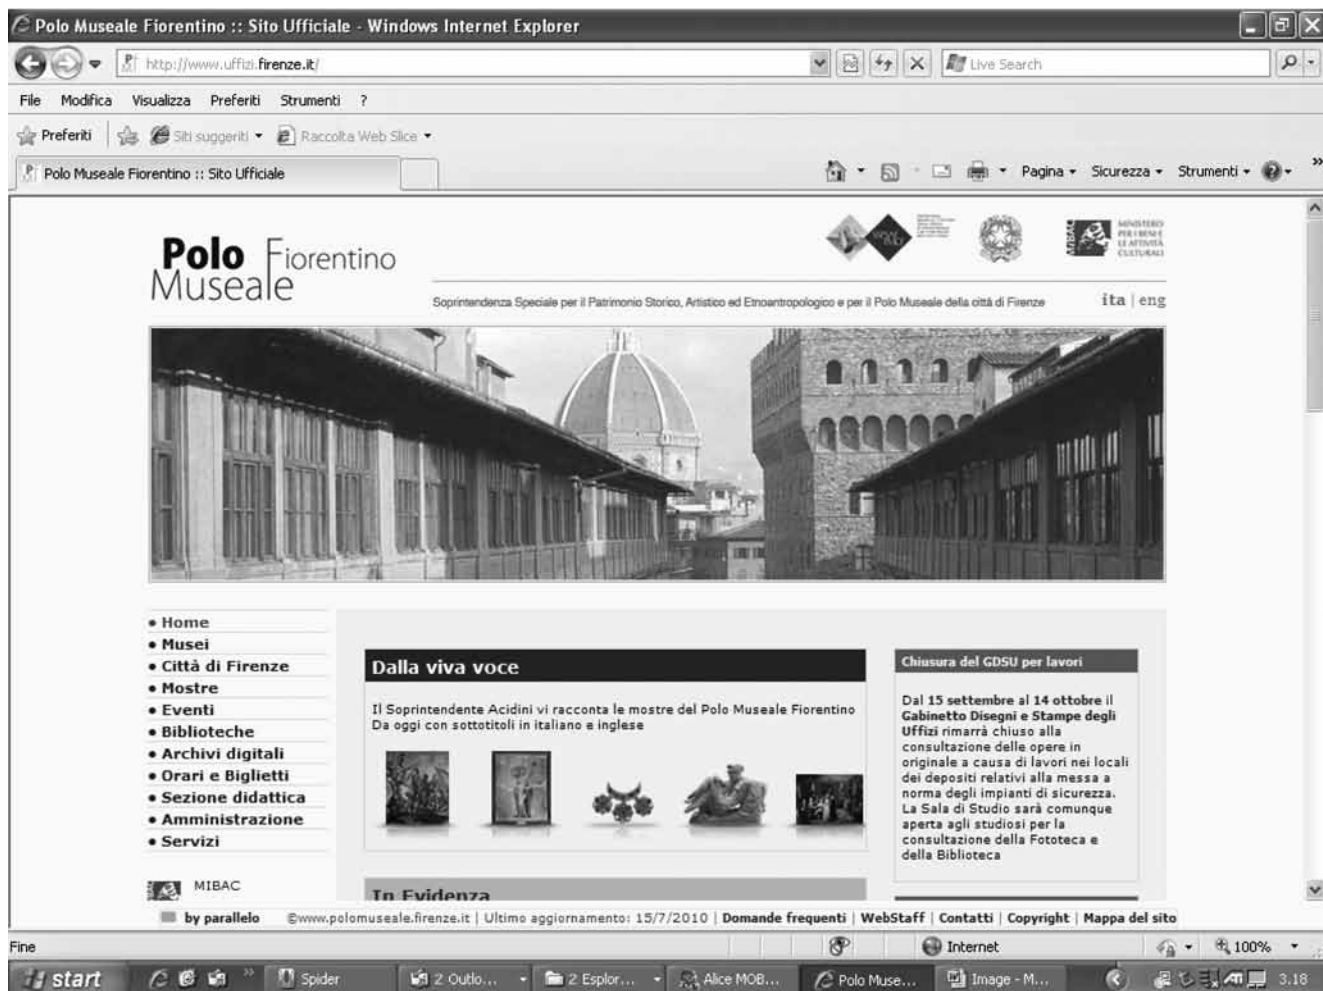 Polo Museale Fiorentino :: Sito Ufficiale - Windows Internet Explorer
http://www.uffizi.firenze.it/
Live Search
File Modifica Visualizza Preferiti Strumenti ?
Preferiti Siti suggeriti Raccolta Web Slice
Polo Museale Fiorentino :: Sito Ufficiale
Pagina Sicurezza Strumenti »
Polo Fiorentino
Museale
MIBAC
MINISTERO
PER I BENI E
LE ATTIVITÀ
CULTURALI
Soprintendenza Speciale per il Patrimonio Storico, Artistico ed Etnoantropologico e per il Polo Museale della città di Firenze
ita | eng
• Home
• Musei
• Città di Firenze
• Mostre
• Eventi
• Biblioteche
• Archivi digitali
• Orari e Biglietti
• Sezione didattica
• Amministrazione
• Servizi
MIBAC
Dalla viva voce
Il Soprintendente Acidini vi racconta le mostre del Polo Museale Fiorentino
Da oggi con sottotitoli in italiano e inglese
In Evidenza
Chiusura del GDSU per lavori
Dal 15 settembre al 14 ottobre il
Gabinetto Disegni e Stampe degli
Uffizi rimarrà chiuso alla
consultazione delle opere in
originale a causa di lavori nei locali
dei depositi relativi alla messa a
norma degli impianti di sicurezza.
La Sala di Studio sarà comunque
aperta agli studiosi per la
consultazione della Fototeca e
della Biblioteca
by parallelo ©www.polomuseale.firenze.it | Ultimo aggiornamento: 15/7/2010 | Domande frequenti | WebStaff | Contatti | Copyright | Mappa del sito
Fine Internet 100%
start » Spider 2 Outlo... 2 Esplor... Alice MOB... Polo Muse... Image - M... ATI 3.18